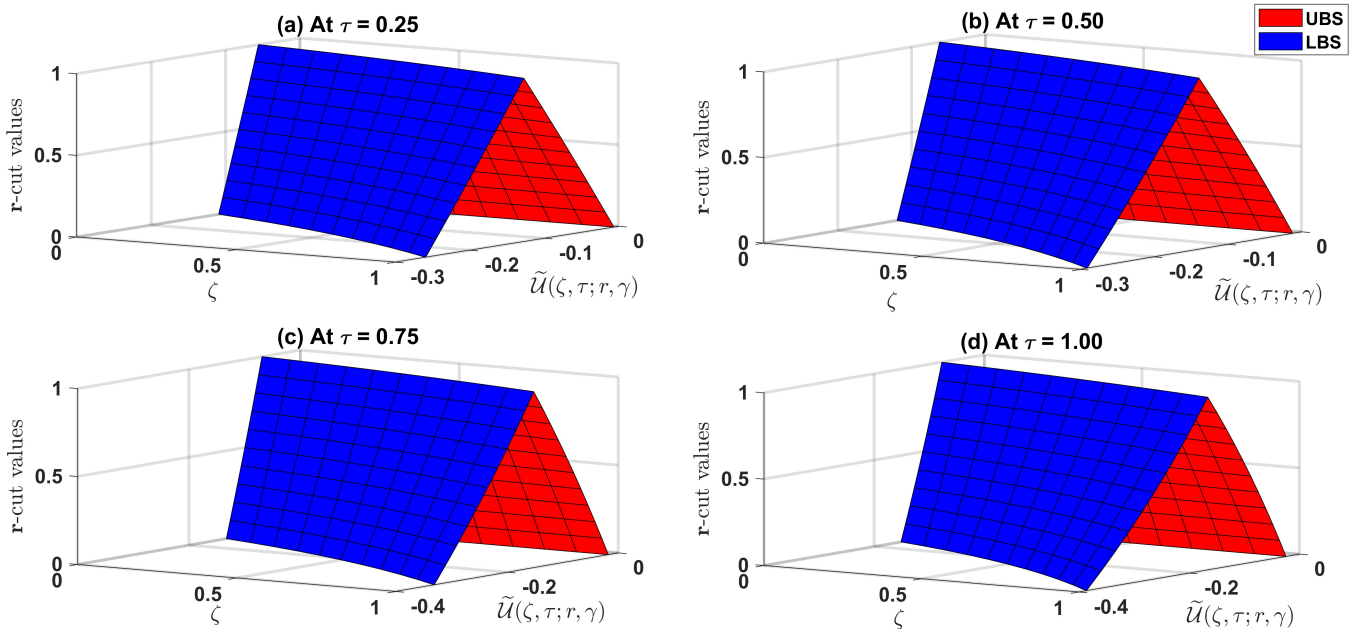 (a) At τ = 0.25
1
0.5
0
r-cut values
0
0.5
1
ζ
-0.3
-0.2
-0.1
0
𝒰̃(ζ, τ; r, γ)
(b) At τ = 0.50
UBS
LBS
1
0.5
0
r-cut values
0
0.5
1
ζ
-0.3
-0.2
-0.1
0
𝒰̃(ζ, τ; r, γ)
(c) At τ = 0.75
1
0.5
0
r-cut values
0
0.5
1
ζ
-0.4
-0.2
0
𝒰̃(ζ, τ; r, γ)
(d) At τ = 1.00
1
0.5
0
r-cut values
0
0.5
1
ζ
-0.4
-0.2
0
𝒰̃(ζ, τ; r, γ)